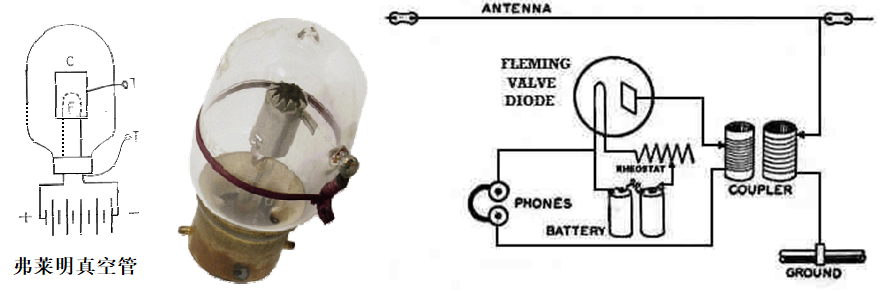 C
T
F
T
+
−
弗莱明真空管
ANTENNA
FLEMING
VALVE
DIODE
RHEOSTAT
COUPLER
PHONES
BATTERY
GROUND